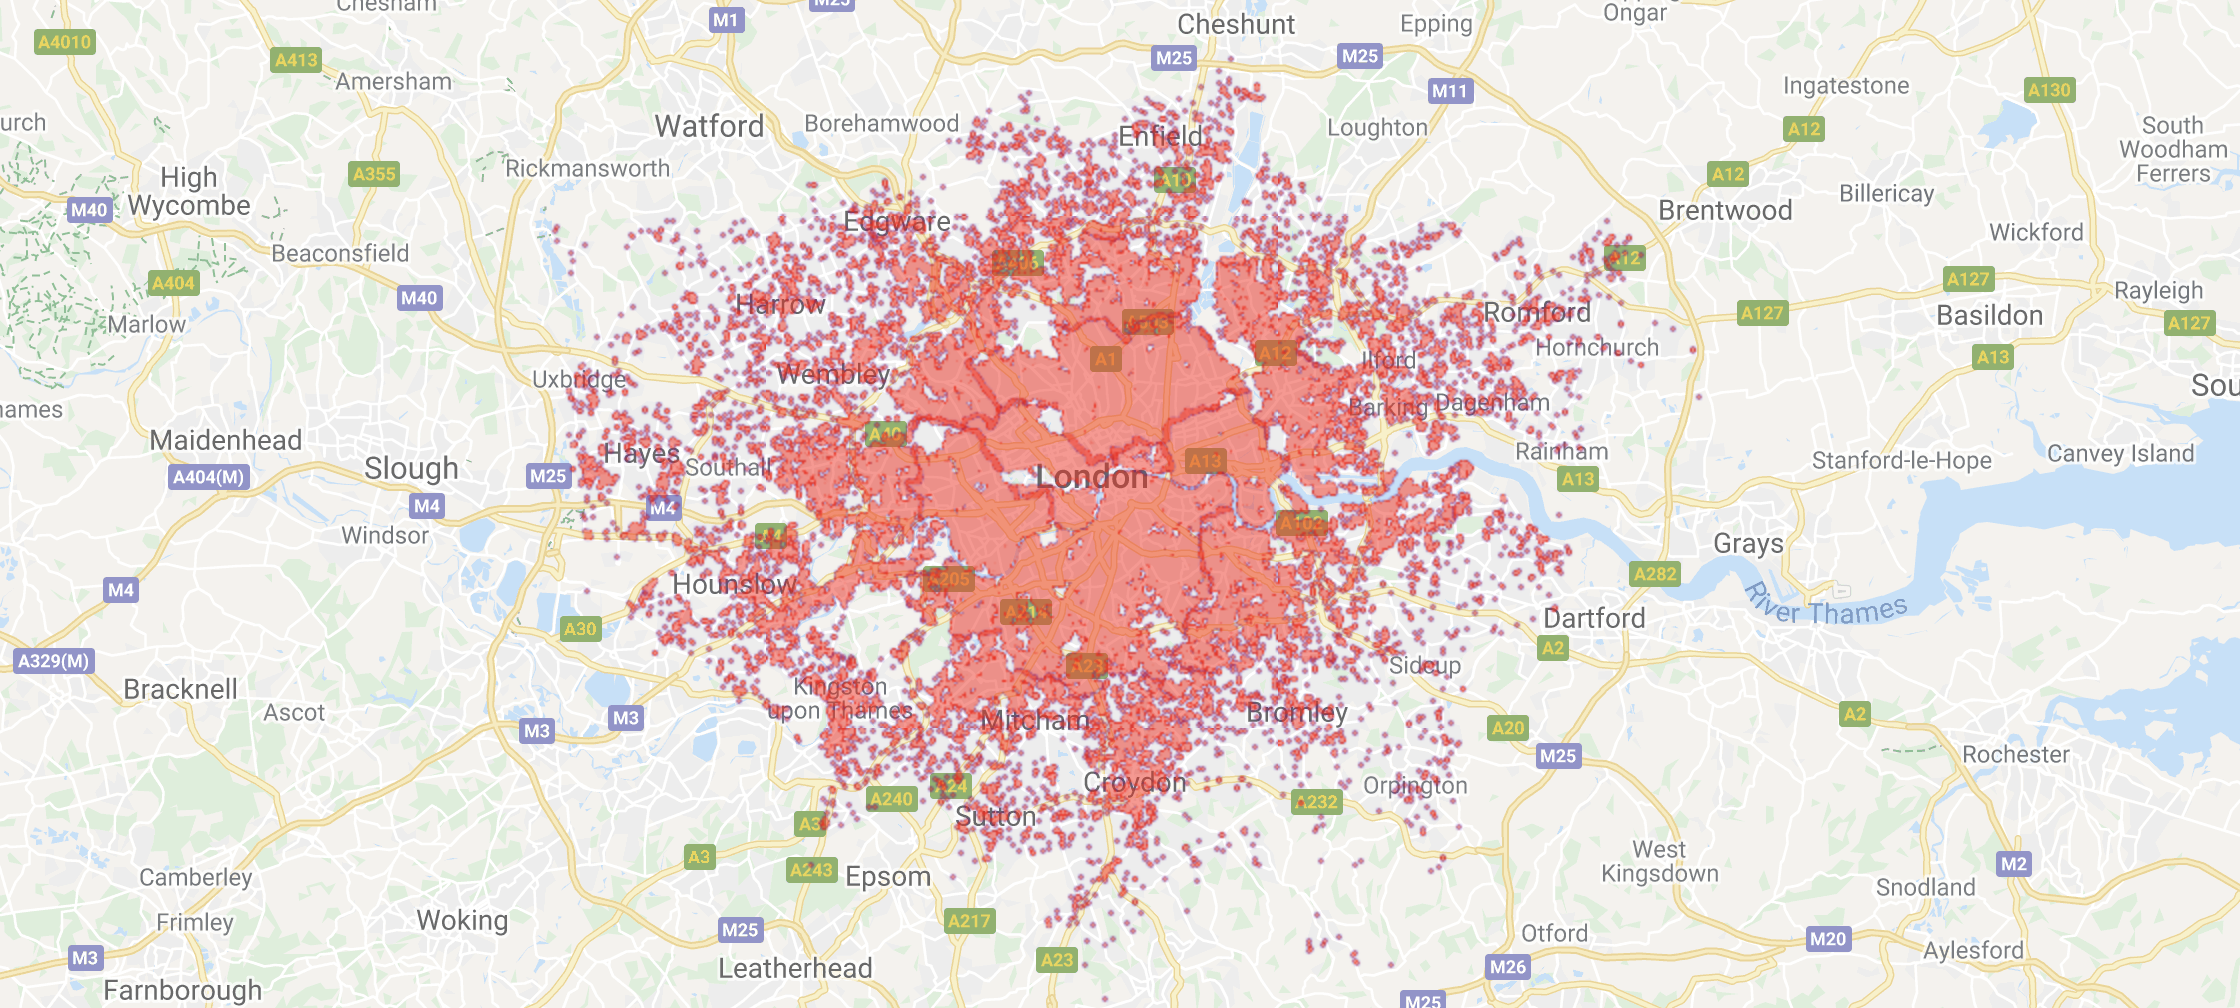 Chesham
M25
M1
Cheshunt
Epping
Ongar
A4010
A413
M25
M25
Amersham
M11
Ingatestone
A130
urch
Watford
Borehamwood
Enfield
Loughton
A12
South
Woodham
Ferrers
Rickmansworth
A355
A10
A12
High
Wycombe
M40
Edgware
Brentwood
Billericay
Wickford
Beaconsfield
A12
A404
M40
Harrow
A127
Rayleigh
Marlow
Romford
A127
Basildon
A127
A1
A12
Ilford
Hornchurch
A13
Uxbridge
Wembley
Sou
hames
Barking
Dagenham
Maidenhead
A40
Hayes
Southall
Rainham
Stanford-le-Hope
Canvey Island
Slough
M25
A404(M)
London
A13
A13
M4
M4
Windsor
A4
A102
Grays
M4
Hounslow
A205
A282
River Thames
A30
A214
Dartford
A329(M)
A2
Bracknell
A23
Sidcup
Ascot
Kingston
upon Thames
M3
M3
Mitcham
Bromley
A20
A2
M25
Rochester
Croydon
Orpington
A24
A240
A232
Sutton
A3
A3
A243
Epsom
West
Kingsdown
M2
Camberley
Snodland
Frimley
Woking
A217
M25
Otford
M20
Aylesford
M3
A23
Leatherhead
M26
Farnborough
M25